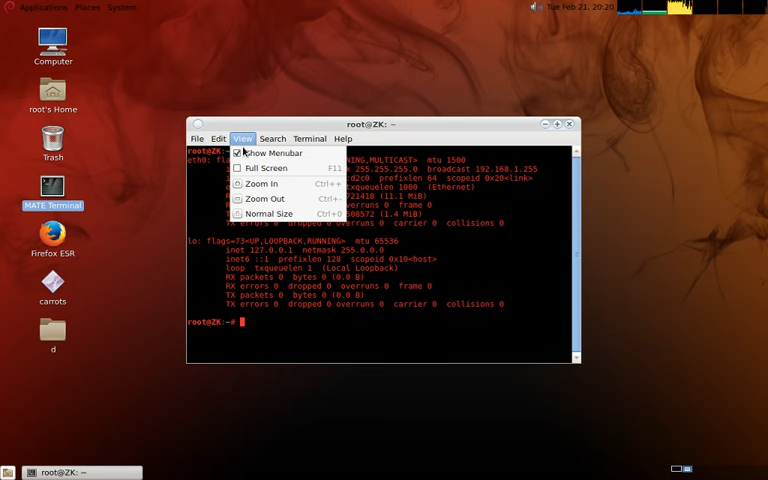 Applications Places System
Tue Feb 21, 20:20
Computer
root's Home
Trash
MATE Terminal
Firefox ESR
carrots
d
root@ZK: ~
File Edit View Search Terminal Help
Show Menubar
Full Screen F11
Zoom In Ctrl++
Zoom Out Ctrl+-
Normal Size Ctrl+0
root@ZK:
eth0: fla NING,MULTICAST> mtu 1500
255.255.255.0 broadcast 192.168.1.255
d2c0 prefixlen 64 scopeid 0x20<link>
txqueuelen 1000 (Ethernet)
(11.1 MiB)
(1.4 MiB)
TX errors 0 dropped 0 overruns 0 carrier 0 collisions 0
lo: flags=73<UP,LOOPBACK,RUNNING> mtu 65536
inet 127.0.0.1 netmask 255.0.0.0
inet6 ::1 prefixlen 128 scopeid 0x10<host>
loop txqueuelen 1 (Local Loopback)
RX packets 0 bytes 0 (0.0 B)
RX errors 0 dropped 0 overruns 0 frame 0
TX packets 0 bytes 0 (0.0 B)
TX errors 0 dropped 0 overruns 0 carrier 0 collisions 0
root@ZK:~#
root@ZK: ~